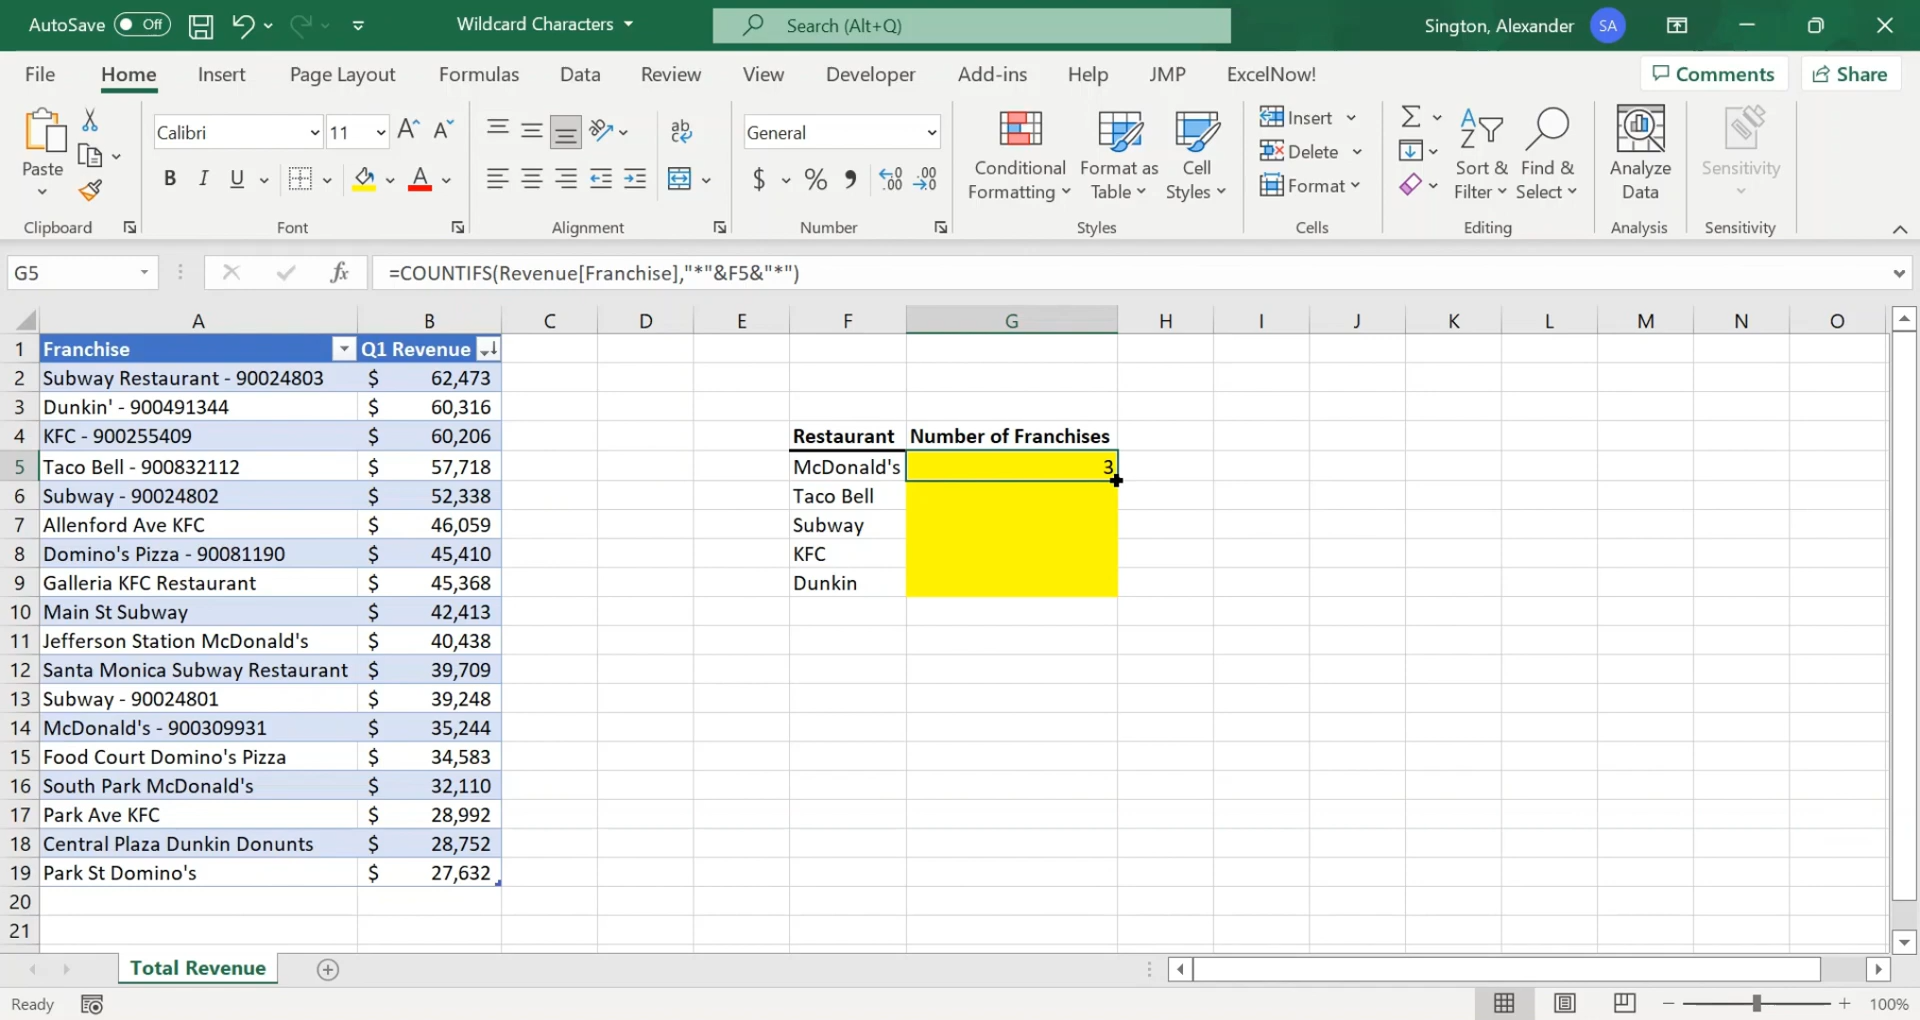 AutoSave Off Wildcard Characters Search (Alt+Q) Sington, Alexander SA
File Home Insert Page Layout Formulas Data Review View Developer Add-ins Help JMP ExcelNow! Comments Share
Calibri 11 ab c General $ % , Insert
Paste B I U A Conditional Formatting Format as Table Cell Styles Delete Format Sort & Filter Find & Select Analyze Data Sensitivity
Clipboard Font Alignment Number Styles Cells Editing Analysis Sensitivity
G5 fx =COUNTIFS(Revenue[Franchise],"*"&F5&"*")
A B C D E F G H I J K L M N O
1 Franchise Q1 Revenue
2 Subway Restaurant - 90024803 $ 62,473
3 Dunkin' - 900491344 $ 60,316
4 KFC - 900255409 $ 60,206 Restaurant Number of Franchises
5 Taco Bell - 900832112 $ 57,718 McDonald's 3
6 Subway - 90024802 $ 52,338 Taco Bell
7 Allenford Ave KFC $ 46,059 Subway
8 Domino's Pizza - 90081190 $ 45,410 KFC
9 Galleria KFC Restaurant $ 45,368 Dunkin
10 Main St Subway $ 42,413
11 Jefferson Station McDonald's $ 40,438
12 Santa Monica Subway Restaurant $ 39,709
13 Subway - 90024801 $ 39,248
14 McDonald's - 900309931 $ 35,244
15 Food Court Domino's Pizza $ 34,583
16 South Park McDonald's $ 32,110
17 Park Ave KFC $ 28,992
18 Central Plaza Dunkin Donunts $ 28,752
19 Park St Domino's $ 27,632
20
21
Total Revenue
Ready 100%